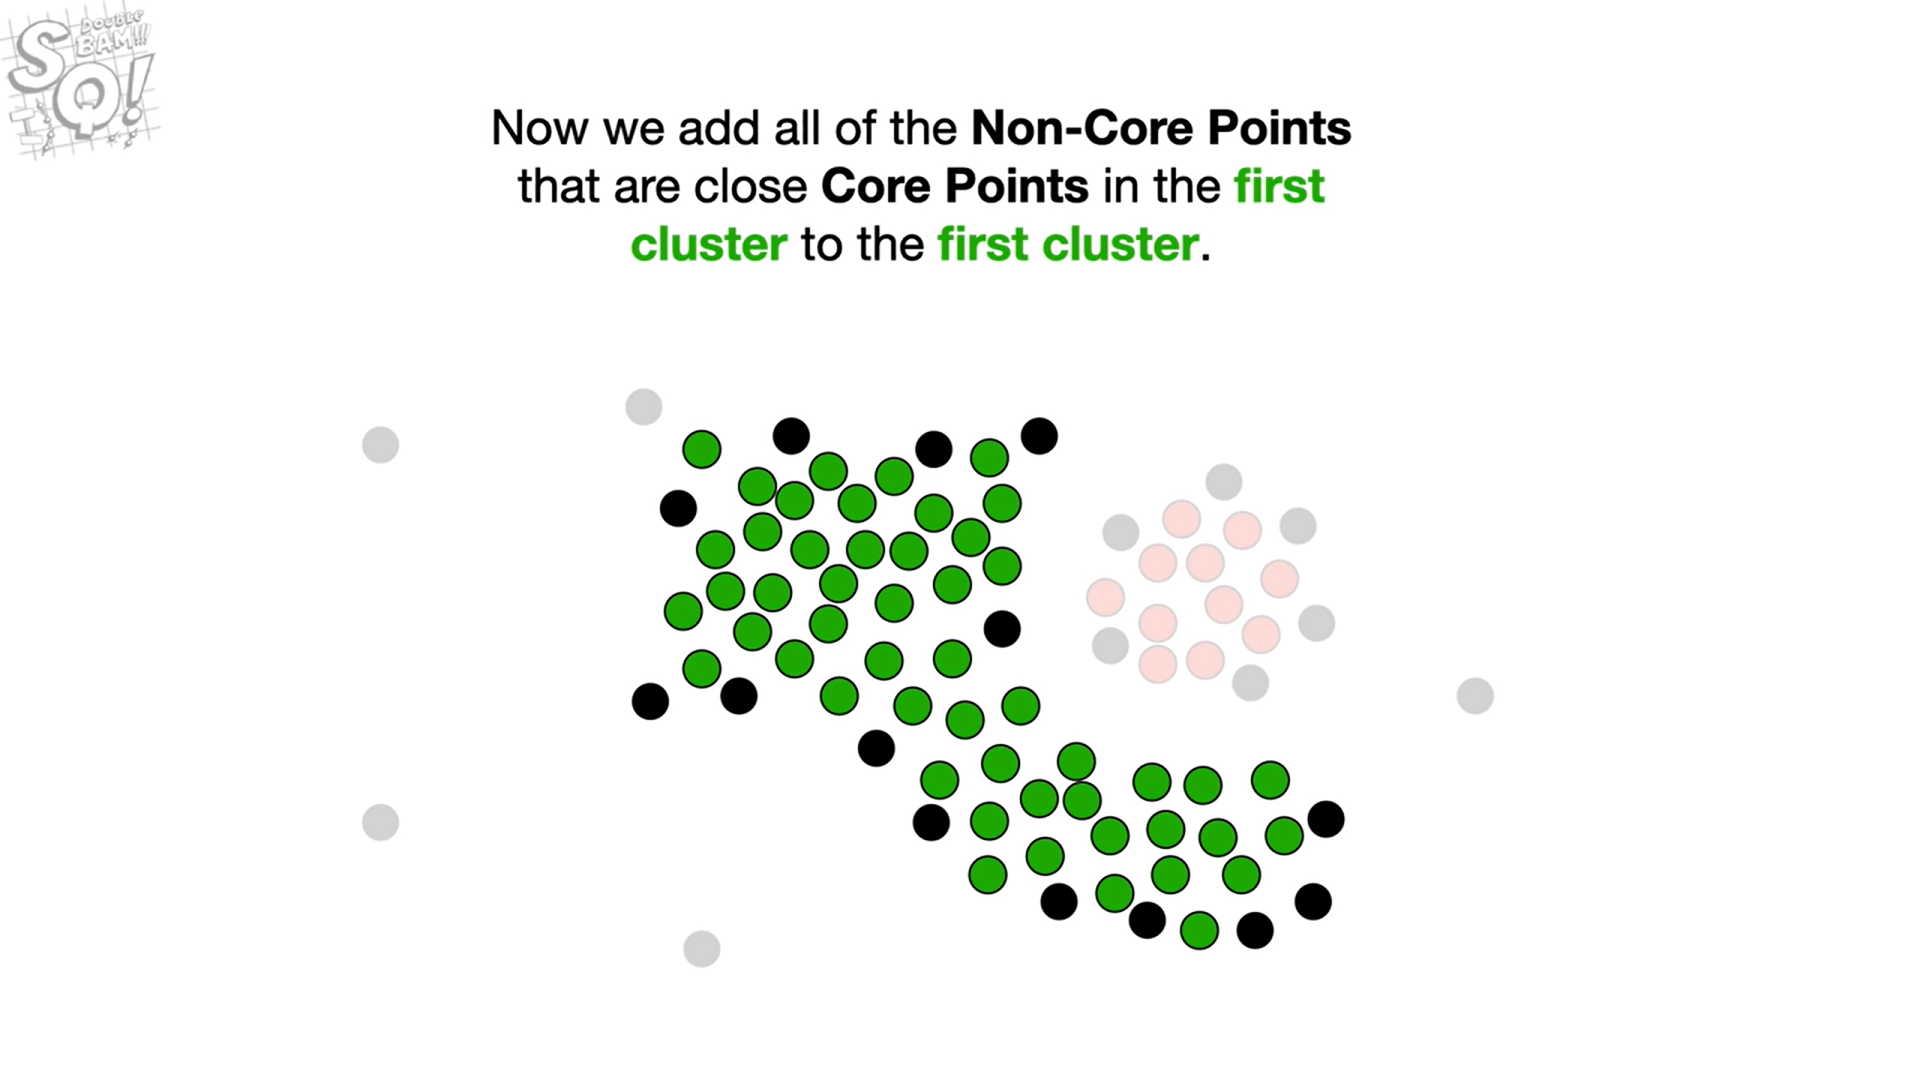 DOUBLE
BAM!!!
SQ!
Now we add all of the Non-Core Points
that are close Core Points in the first
cluster to the first cluster.